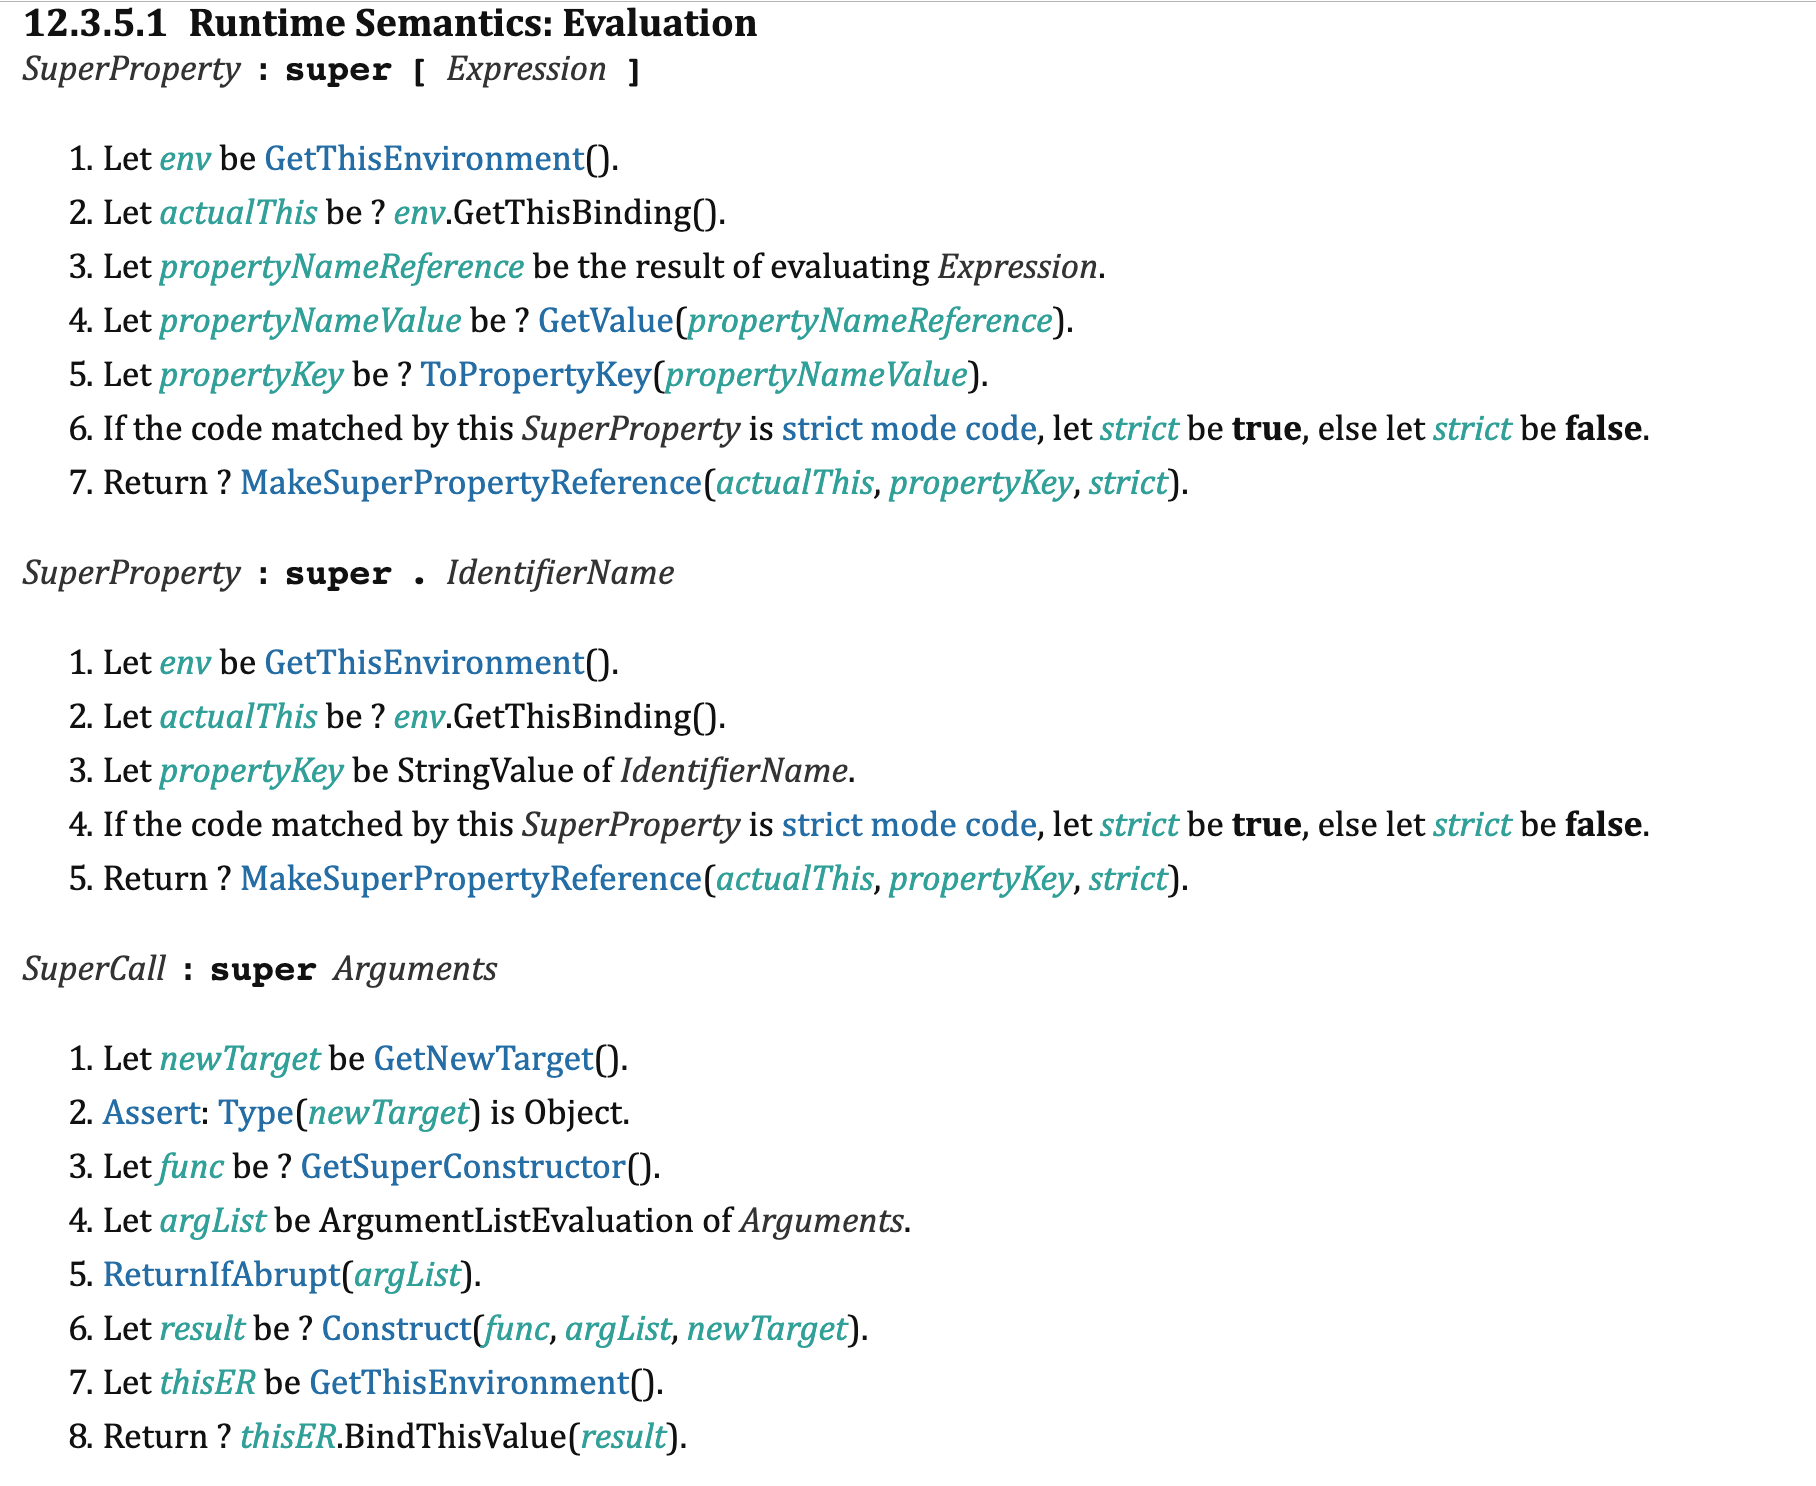 12.3.5.1 Runtime Semantics: Evaluation
SuperProperty : super [ Expression ]
1. Let env be GetThisEnvironment().
2. Let actualThis be ? env.GetThisBinding().
3. Let propertyNameReference be the result of evaluating Expression.
4. Let propertyNameValue be ? GetValue(propertyNameReference).
5. Let propertyKey be ? ToPropertyKey(propertyNameValue).
6. If the code matched by this SuperProperty is strict mode code, let strict be true, else let strict be false.
7. Return ? MakeSuperPropertyReference(actualThis, propertyKey, strict).
SuperProperty : super . IdentifierName
1. Let env be GetThisEnvironment().
2. Let actualThis be ? env.GetThisBinding().
3. Let propertyKey be StringValue of IdentifierName.
4. If the code matched by this SuperProperty is strict mode code, let strict be true, else let strict be false.
5. Return ? MakeSuperPropertyReference(actualThis, propertyKey, strict).
SuperCall : super Arguments
1. Let newTarget be GetNewTarget().
2. Assert: Type(newTarget) is Object.
3. Let func be ? GetSuperConstructor().
4. Let argList be ArgumentListEvaluation of Arguments.
5. ReturnIfAbrupt(argList).
6. Let result be ? Construct(func, argList, newTarget).
7. Let thisER be GetThisEnvironment().
8. Return ? thisER.BindThisValue(result).